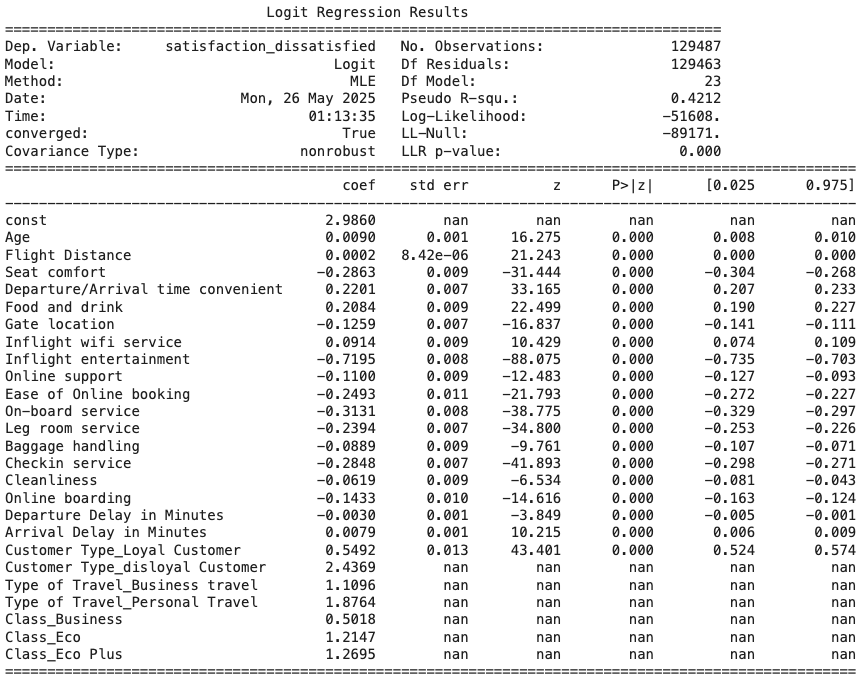 Logit Regression Results
==============================================================================
Dep. Variable: satisfaction_dissatisfied No. Observations: 129487
Model: Logit Df Residuals: 129463
Method: MLE Df Model: 23
Date: Mon, 26 May 2025 Pseudo R-squ.: 0.4212
Time: 01:13:35 Log-Likelihood: -51608.
converged: True LL-Null: -89171.
Covariance Type: nonrobust LLR p-value: 0.000
==============================================================================
coef std err z P>|z| [0.025 0.975]
------------------------------------------------------------------------------
const 2.9860 nan nan nan nan nan
Age 0.0090 0.001 16.275 0.000 0.008 0.010
Flight Distance 0.0002 8.42e-06 21.243 0.000 0.000 0.000
Seat comfort -0.2863 0.009 -31.444 0.000 -0.304 -0.268
Departure/Arrival time convenient 0.2201 0.007 33.165 0.000 0.207 0.233
Food and drink 0.2084 0.009 22.499 0.000 0.190 0.227
Gate location -0.1259 0.007 -16.837 0.000 -0.141 -0.111
Inflight wifi service 0.0914 0.009 10.429 0.000 0.074 0.109
Inflight entertainment -0.7195 0.008 -88.075 0.000 -0.735 -0.703
Online support -0.1100 0.009 -12.483 0.000 -0.127 -0.093
Ease of Online booking -0.2493 0.011 -21.793 0.000 -0.272 -0.227
On-board service -0.3131 0.008 -38.775 0.000 -0.329 -0.297
Leg room service -0.2394 0.007 -34.800 0.000 -0.253 -0.226
Baggage handling -0.0889 0.009 -9.761 0.000 -0.107 -0.071
Checkin service -0.2848 0.007 -41.893 0.000 -0.298 -0.271
Cleanliness -0.0619 0.009 -6.534 0.000 -0.081 -0.043
Online boarding -0.1433 0.010 -14.616 0.000 -0.163 -0.124
Departure Delay in Minutes -0.0030 0.001 -3.849 0.000 -0.005 -0.001
Arrival Delay in Minutes 0.0079 0.001 10.215 0.000 0.006 0.009
Customer Type_Loyal Customer 0.5492 0.013 43.401 0.000 0.524 0.574
Customer Type_disloyal Customer 2.4369 nan nan nan nan nan
Type of Travel_Business travel 1.1096 nan nan nan nan nan
Type of Travel_Personal Travel 1.8764 nan nan nan nan nan
Class_Business 0.5018 nan nan nan nan nan
Class_Eco 1.2147 nan nan nan nan nan
Class_Eco Plus 1.2695 nan nan nan nan nan
==============================================================================